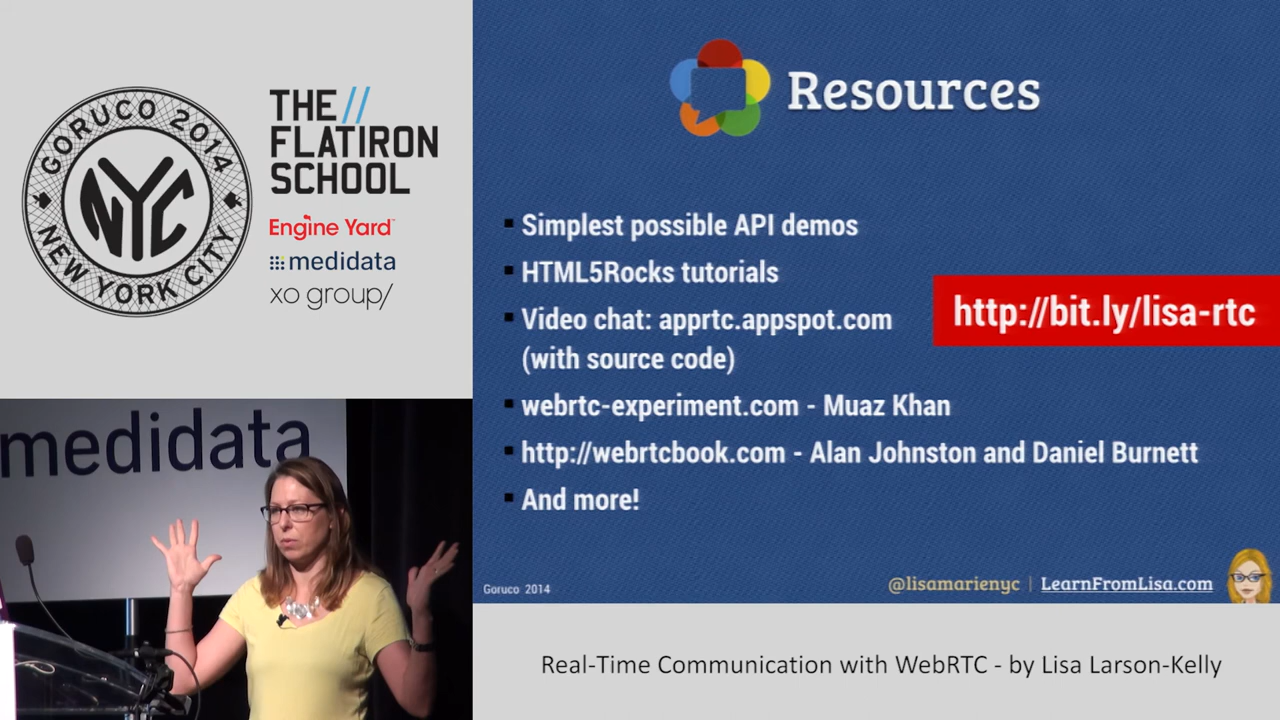 GORUCO 2014
NYC
NEW YORK CITY
THE //
FLATIRON
SCHOOL
Engine Yard™
medidata
xo group/
medidata
Resources
Simplest possible API demos
HTML5Rocks tutorials
Video chat: apprtc.appspot.com
(with source code)
http://bit.ly/lisa-rtc
webrtc-experiment.com - Muaz Khan
http://webrtcbook.com - Alan Johnston and Daniel Burnett
And more!
Goruco 2014
@lisamarienyc | LearnFromLisa.com
Real-Time Communication with WebRTC - by Lisa Larson-Kelly